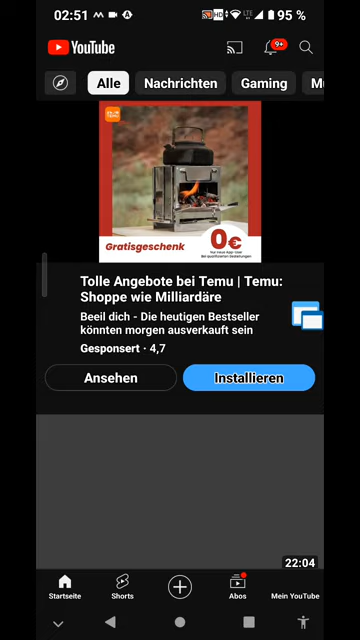 02:51
HD
LTE
95 %
YouTube
9+
Alle
Nachrichten
Gaming
Gratisgeschenk
0€
Tolle Angebote bei Temu | Temu:
Shoppe wie Milliardäre
Beeil dich - Die heutigen Bestseller
könnten morgen ausverkauft sein
Gesponsert · 4,7
Ansehen
Installieren
22:04
Startseite
Shorts
Abos
Mein YouTube